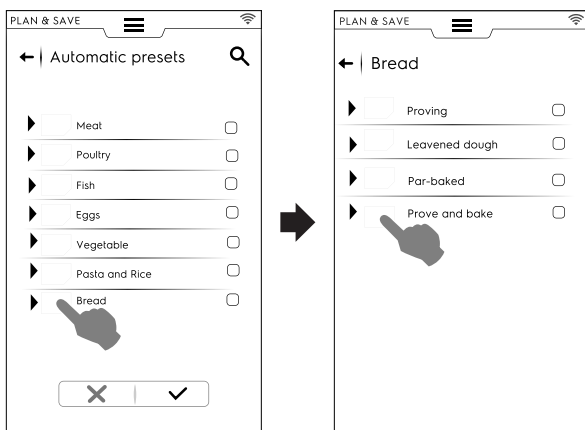 PLAN & SAVE
Automatic presets
Meat
Poultry
Fish
Eggs
Vegetable
Pasta and Rice
Bread
PLAN & SAVE
Bread
Proving
Leavened dough
Par-baked
Prove and bake